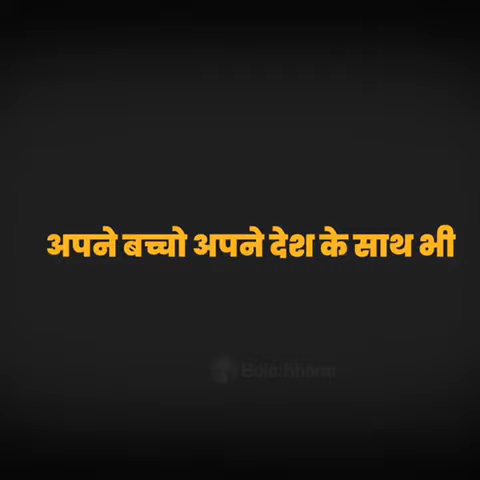 अपने बच्चो अपने देश के साथ भी